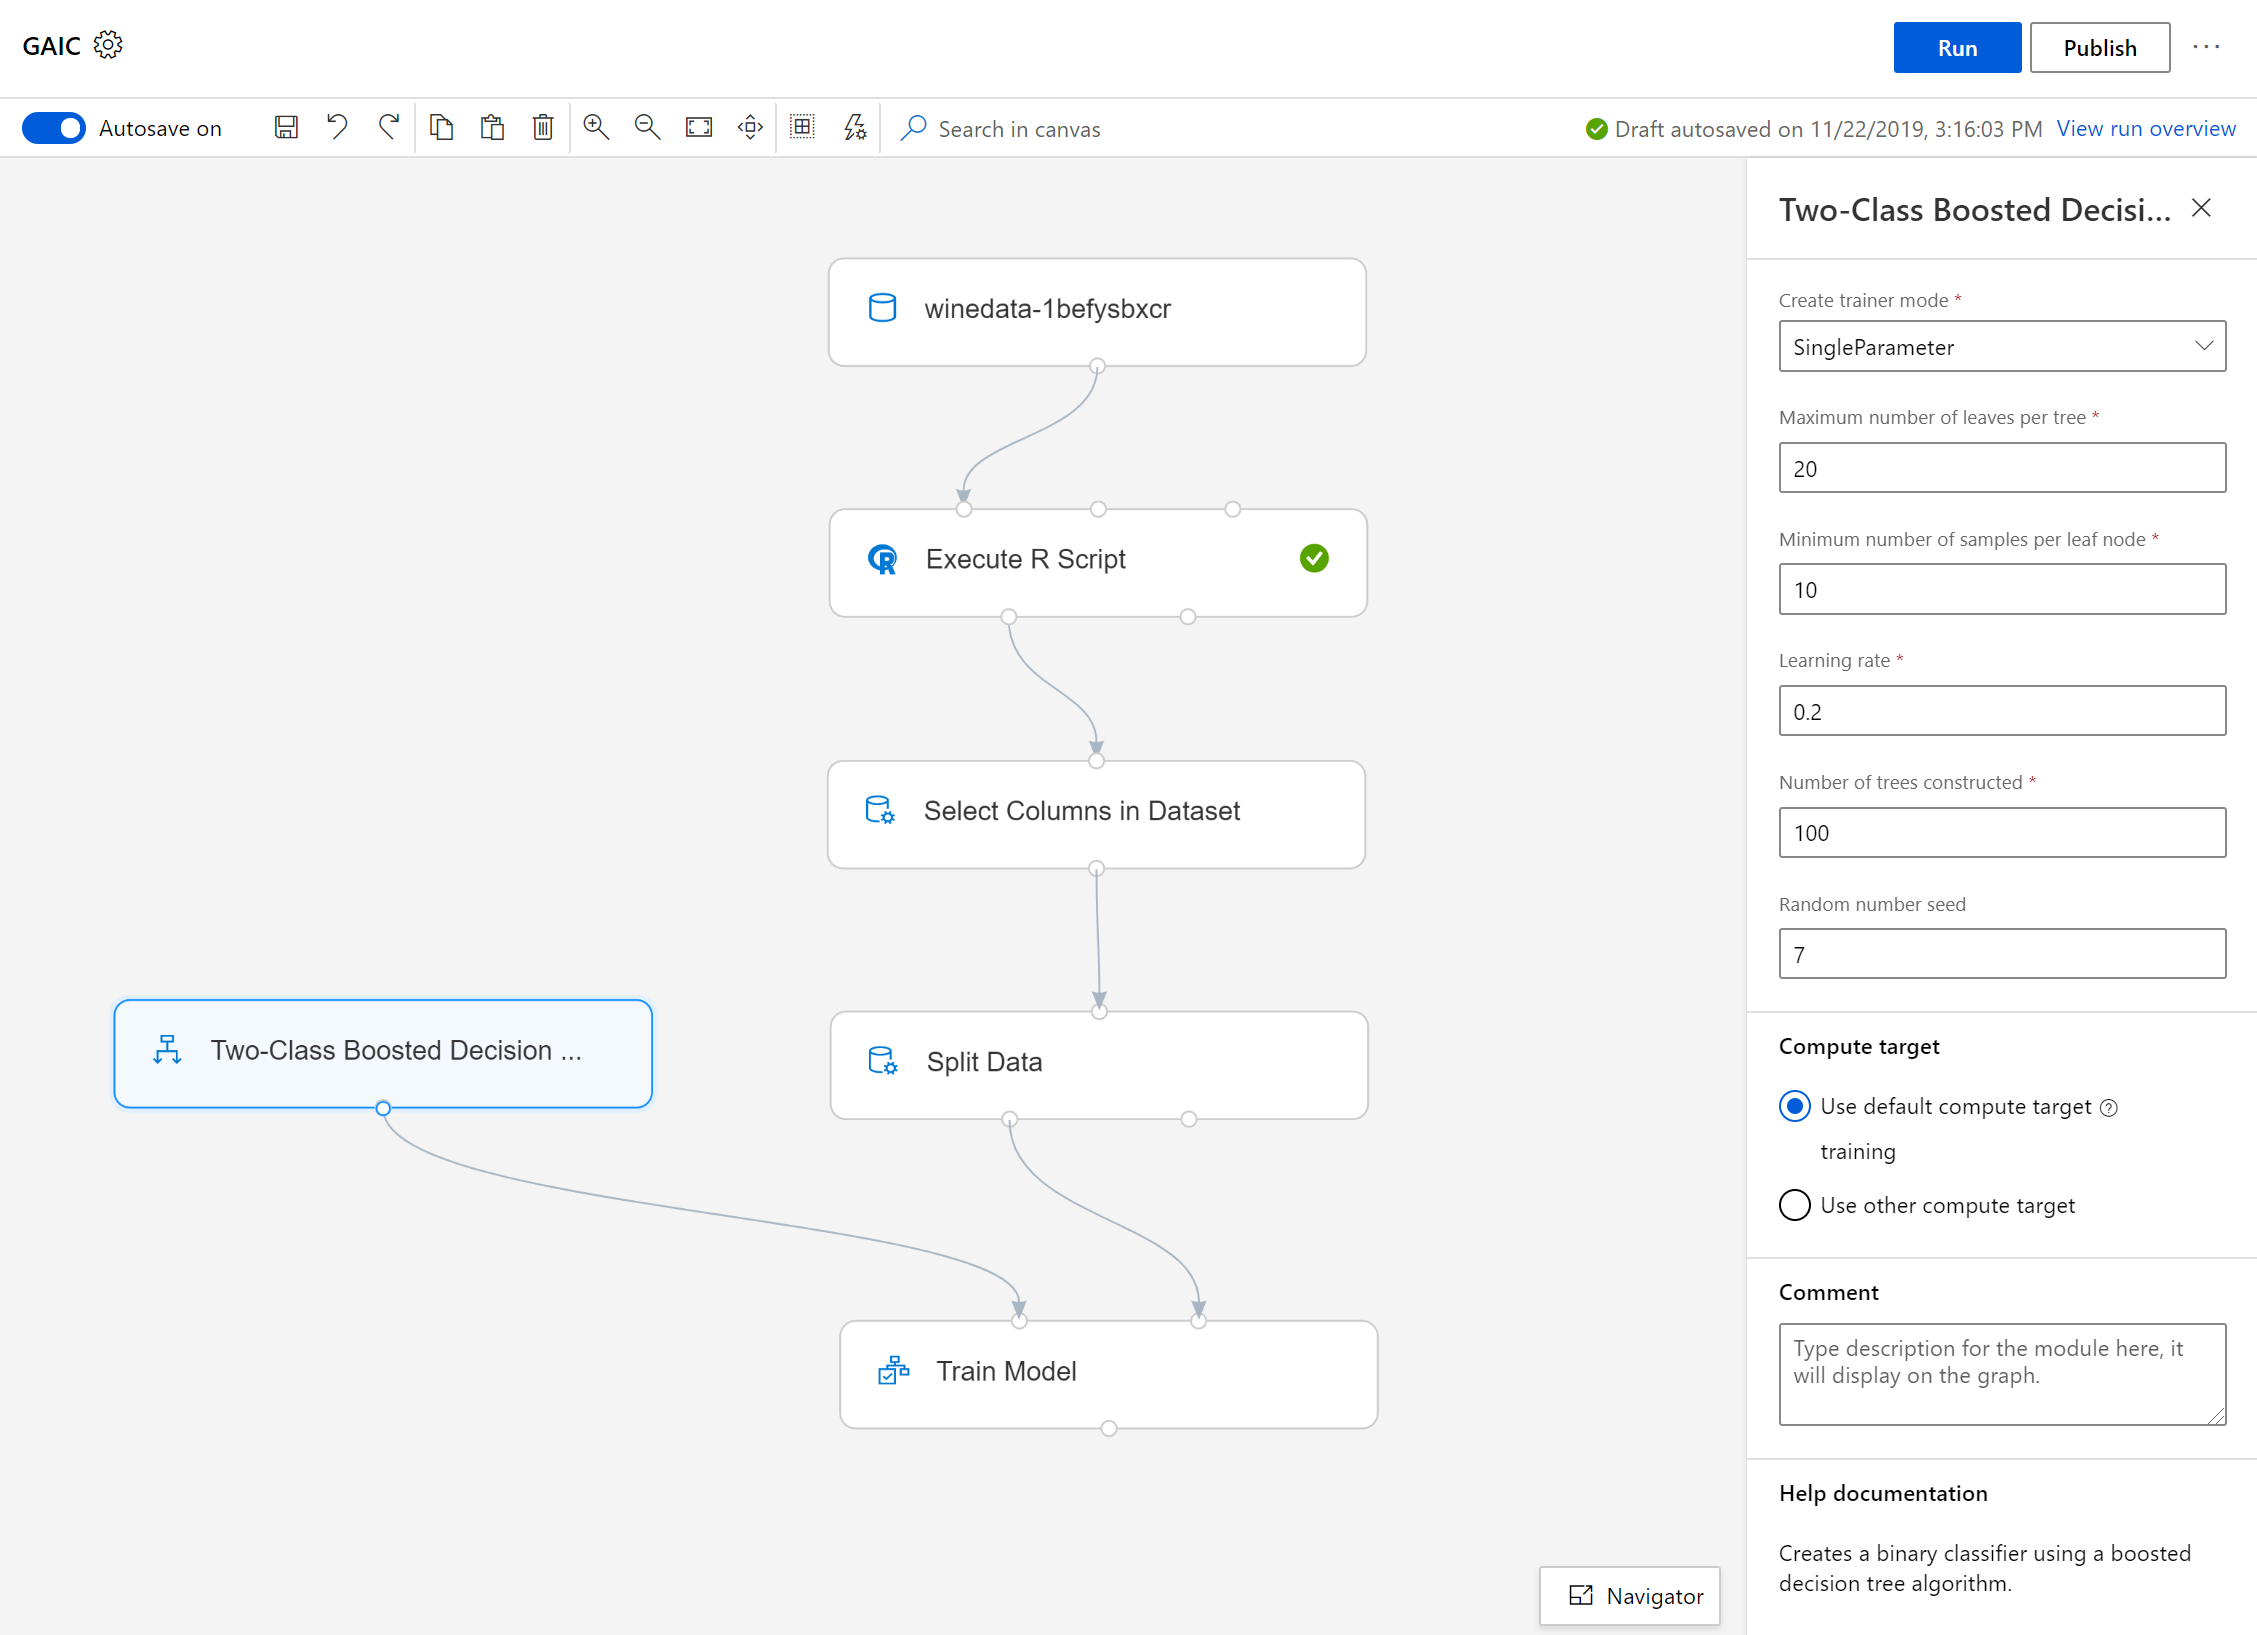 GAIC
Run
Publish
Autosave on
Search in canvas
Draft autosaved on 11/22/2019, 3:16:03 PM
View run overview
winedata-1befysbxcr
Execute R Script
Select Columns in Dataset
Two-Class Boosted Decision ...
Split Data
Train Model
Navigator
Two-Class Boosted Decisi...
Create trainer mode *
SingleParameter
Maximum number of leaves per tree *
20
Minimum number of samples per leaf node *
10
Learning rate *
0.2
Number of trees constructed *
100
Random number seed
7
Compute target
Use default compute target
training
Use other compute target
Comment
Type description for the module here, it
will display on the graph.
Help documentation
Creates a binary classifier using a boosted
decision tree algorithm.